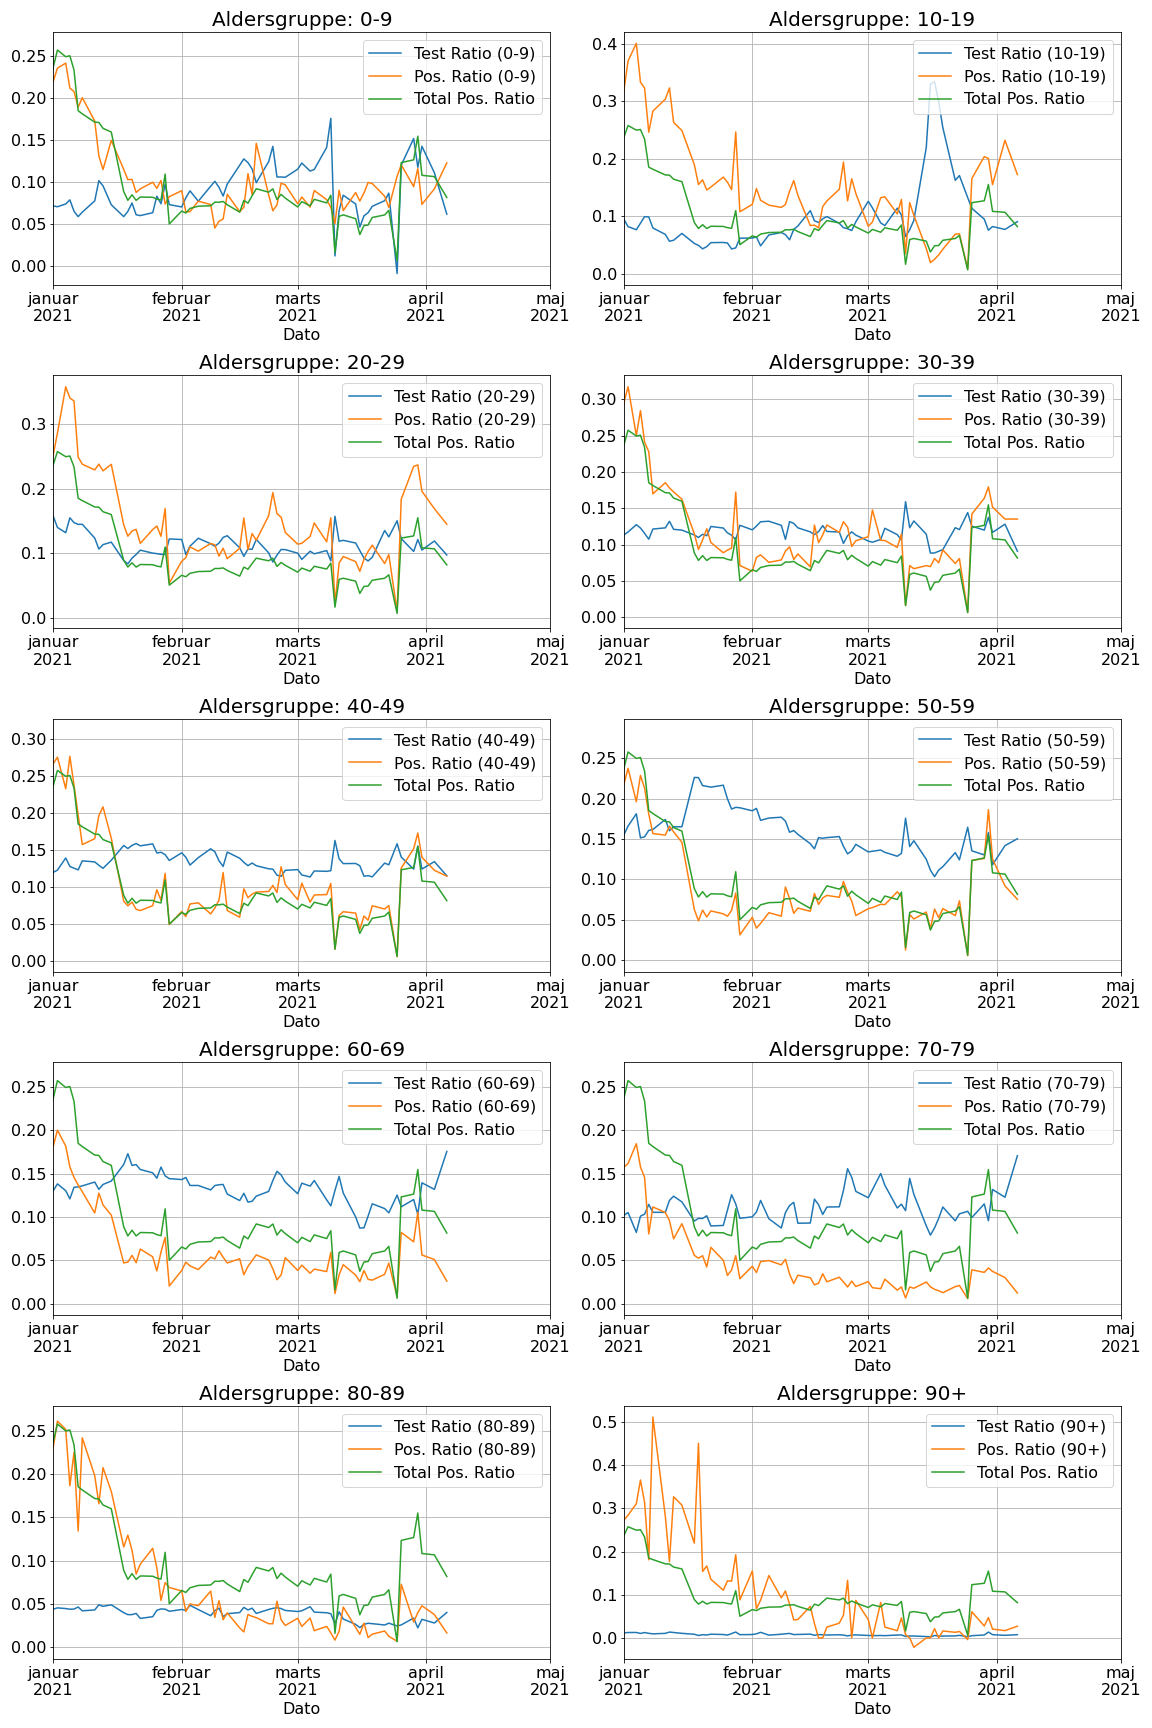 Aldersgruppe: 0-9
Test Ratio (0-9)
Pos. Ratio (0-9)
Total Pos. Ratio
0.25
0.20
0.15
0.10
0.05
0.00
januar
2021
februar
2021
marts
2021
april
2021
maj
2021
Dato
Aldersgruppe: 10-19
Test Ratio (10-19)
Pos. Ratio (10-19)
Total Pos. Ratio
0.4
0.3
0.2
0.1
0.0
januar
2021
februar
2021
marts
2021
april
2021
maj
2021
Dato
Aldersgruppe: 20-29
Test Ratio (20-29)
Pos. Ratio (20-29)
Total Pos. Ratio
0.3
0.2
0.1
0.0
januar
2021
februar
2021
marts
2021
april
2021
maj
2021
Dato
Aldersgruppe: 30-39
Test Ratio (30-39)
Pos. Ratio (30-39)
Total Pos. Ratio
0.30
0.25
0.20
0.15
0.10
0.05
0.00
januar
2021
februar
2021
marts
2021
april
2021
maj
2021
Dato
Aldersgruppe: 40-49
Test Ratio (40-49)
Pos. Ratio (40-49)
Total Pos. Ratio
0.30
0.25
0.20
0.15
0.10
0.05
0.00
januar
2021
februar
2021
marts
2021
april
2021
maj
2021
Dato
Aldersgruppe: 50-59
Test Ratio (50-59)
Pos. Ratio (50-59)
Total Pos. Ratio
0.25
0.20
0.15
0.10
0.05
0.00
januar
2021
februar
2021
marts
2021
april
2021
maj
2021
Dato
Aldersgruppe: 60-69
Test Ratio (60-69)
Pos. Ratio (60-69)
Total Pos. Ratio
0.25
0.20
0.15
0.10
0.05
0.00
januar
2021
februar
2021
marts
2021
april
2021
maj
2021
Dato
Aldersgruppe: 70-79
Test Ratio (70-79)
Pos. Ratio (70-79)
Total Pos. Ratio
0.25
0.20
0.15
0.10
0.05
0.00
januar
2021
februar
2021
marts
2021
april
2021
maj
2021
Dato
Aldersgruppe: 80-89
Test Ratio (80-89)
Pos. Ratio (80-89)
Total Pos. Ratio
0.25
0.20
0.15
0.10
0.05
0.00
januar
2021
februar
2021
marts
2021
april
2021
maj
2021
Dato
Aldersgruppe: 90+
Test Ratio (90+)
Pos. Ratio (90+)
Total Pos. Ratio
0.5
0.4
0.3
0.2
0.1
0.0
januar
2021
februar
2021
marts
2021
april
2021
maj
2021
Dato